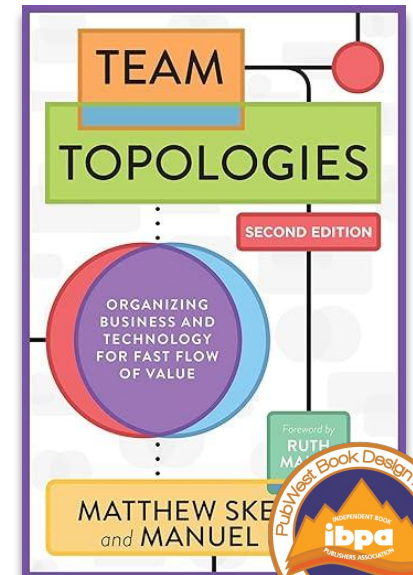 TEAM
TOPOLOGIES
SECOND EDITION
ORGANIZING
BUSINESS AND
TECHNOLOGY
FOR FAST FLOW
OF VALUE
Foreword by
RUTH
MATTHEW
and MANUEL
PubWest Book Design
INDEPENDENT BOOK
ibpa
PUBLISHERS ASSOCIATION